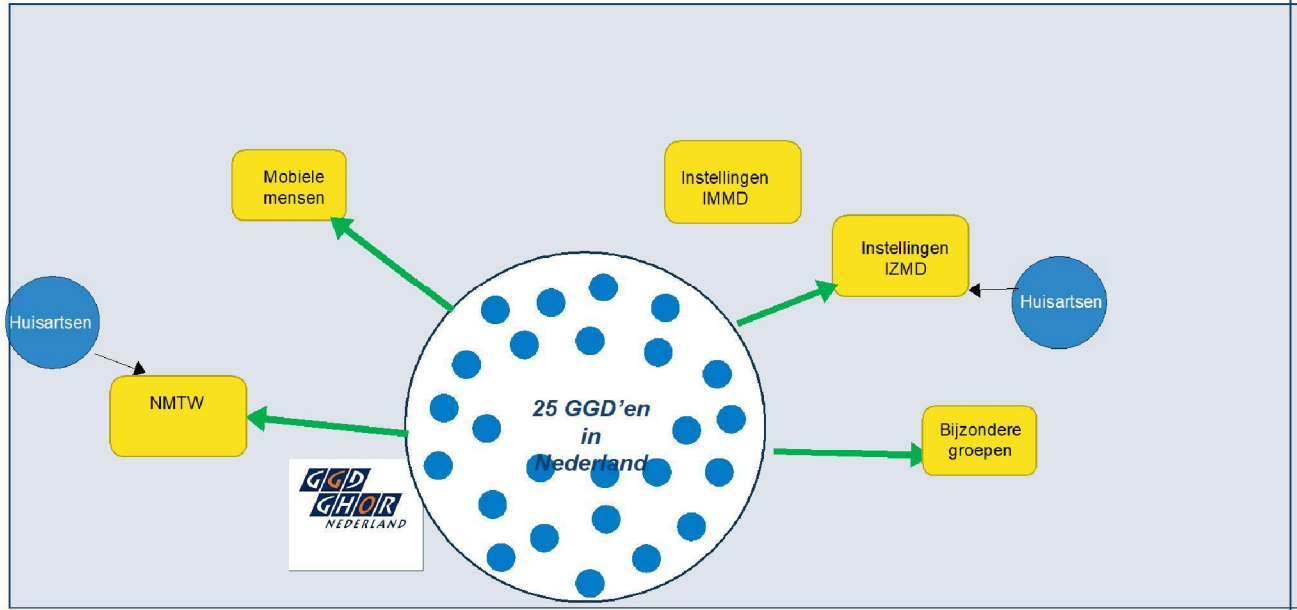 Mobiele
mensen
Instellingen
IMMD
Instellingen
IZMD
Huisartsen
Huisartsen
NMTW
25 GGD'en
in
Nederland
Bijzondere
groepen
GGD
GHOR
NEDERLAND